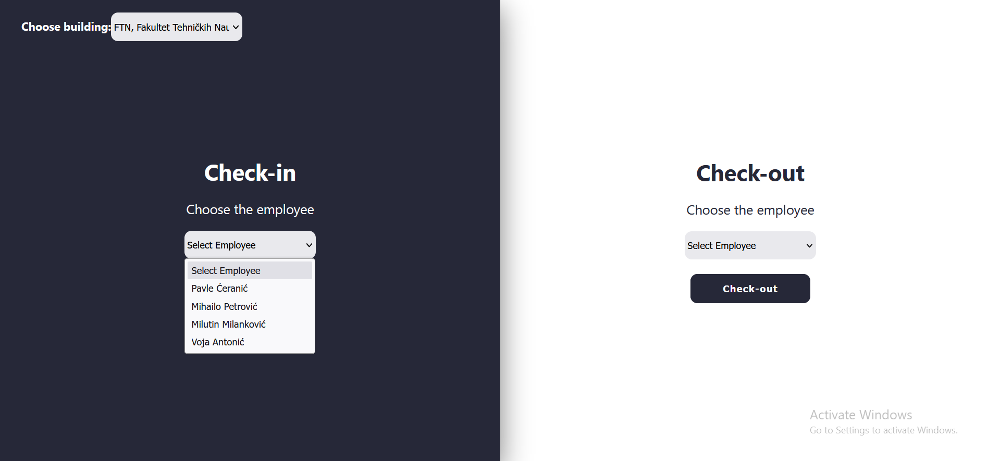 Choose building:
FTN, Fakultet Tehničkih
Check-in
Choose the employee
Select Employee
Select Employee
Pavle Ćeranić
Mihailo Petrović
Milutin Milanković
Voja Antonić
Check-out
Choose the employee
Select Employee
Check-out
Activate Windows
Go to Settings to activate Windows.